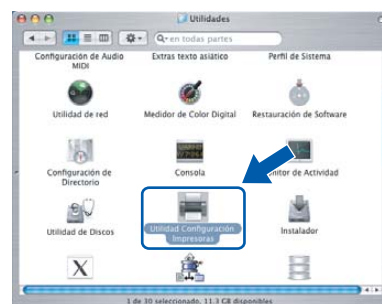 Utilidades
en todas partes
Configuración de Audio MIDI
Extras texto asiático
Perfil de Sistema
Utilidad de red
Medidor de Color Digital
Restauración de Software
Configuración de Directorio
Consola
nitor de Actividad
Utilidad de Discos
Utilidad Configuración Impresoras
Instalador
X
1 de 30 seleccionado, 11.3 GB disponibles